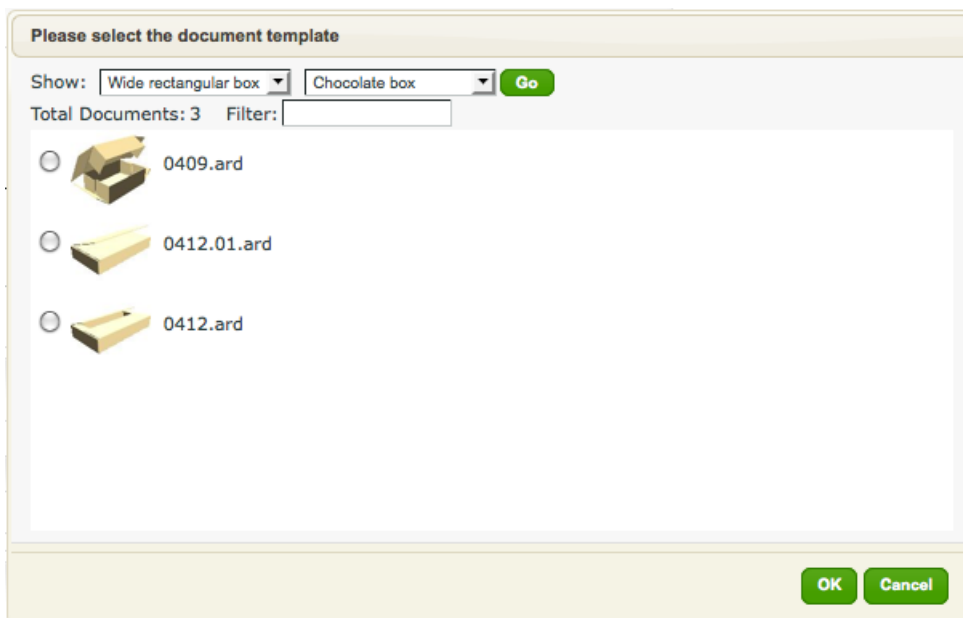 Please select the document template
Show: Wide rectangular box Chocolate box Go
Total Documents: 3 Filter:
0409.ard
0412.01.ard
0412.ard
OK Cancel